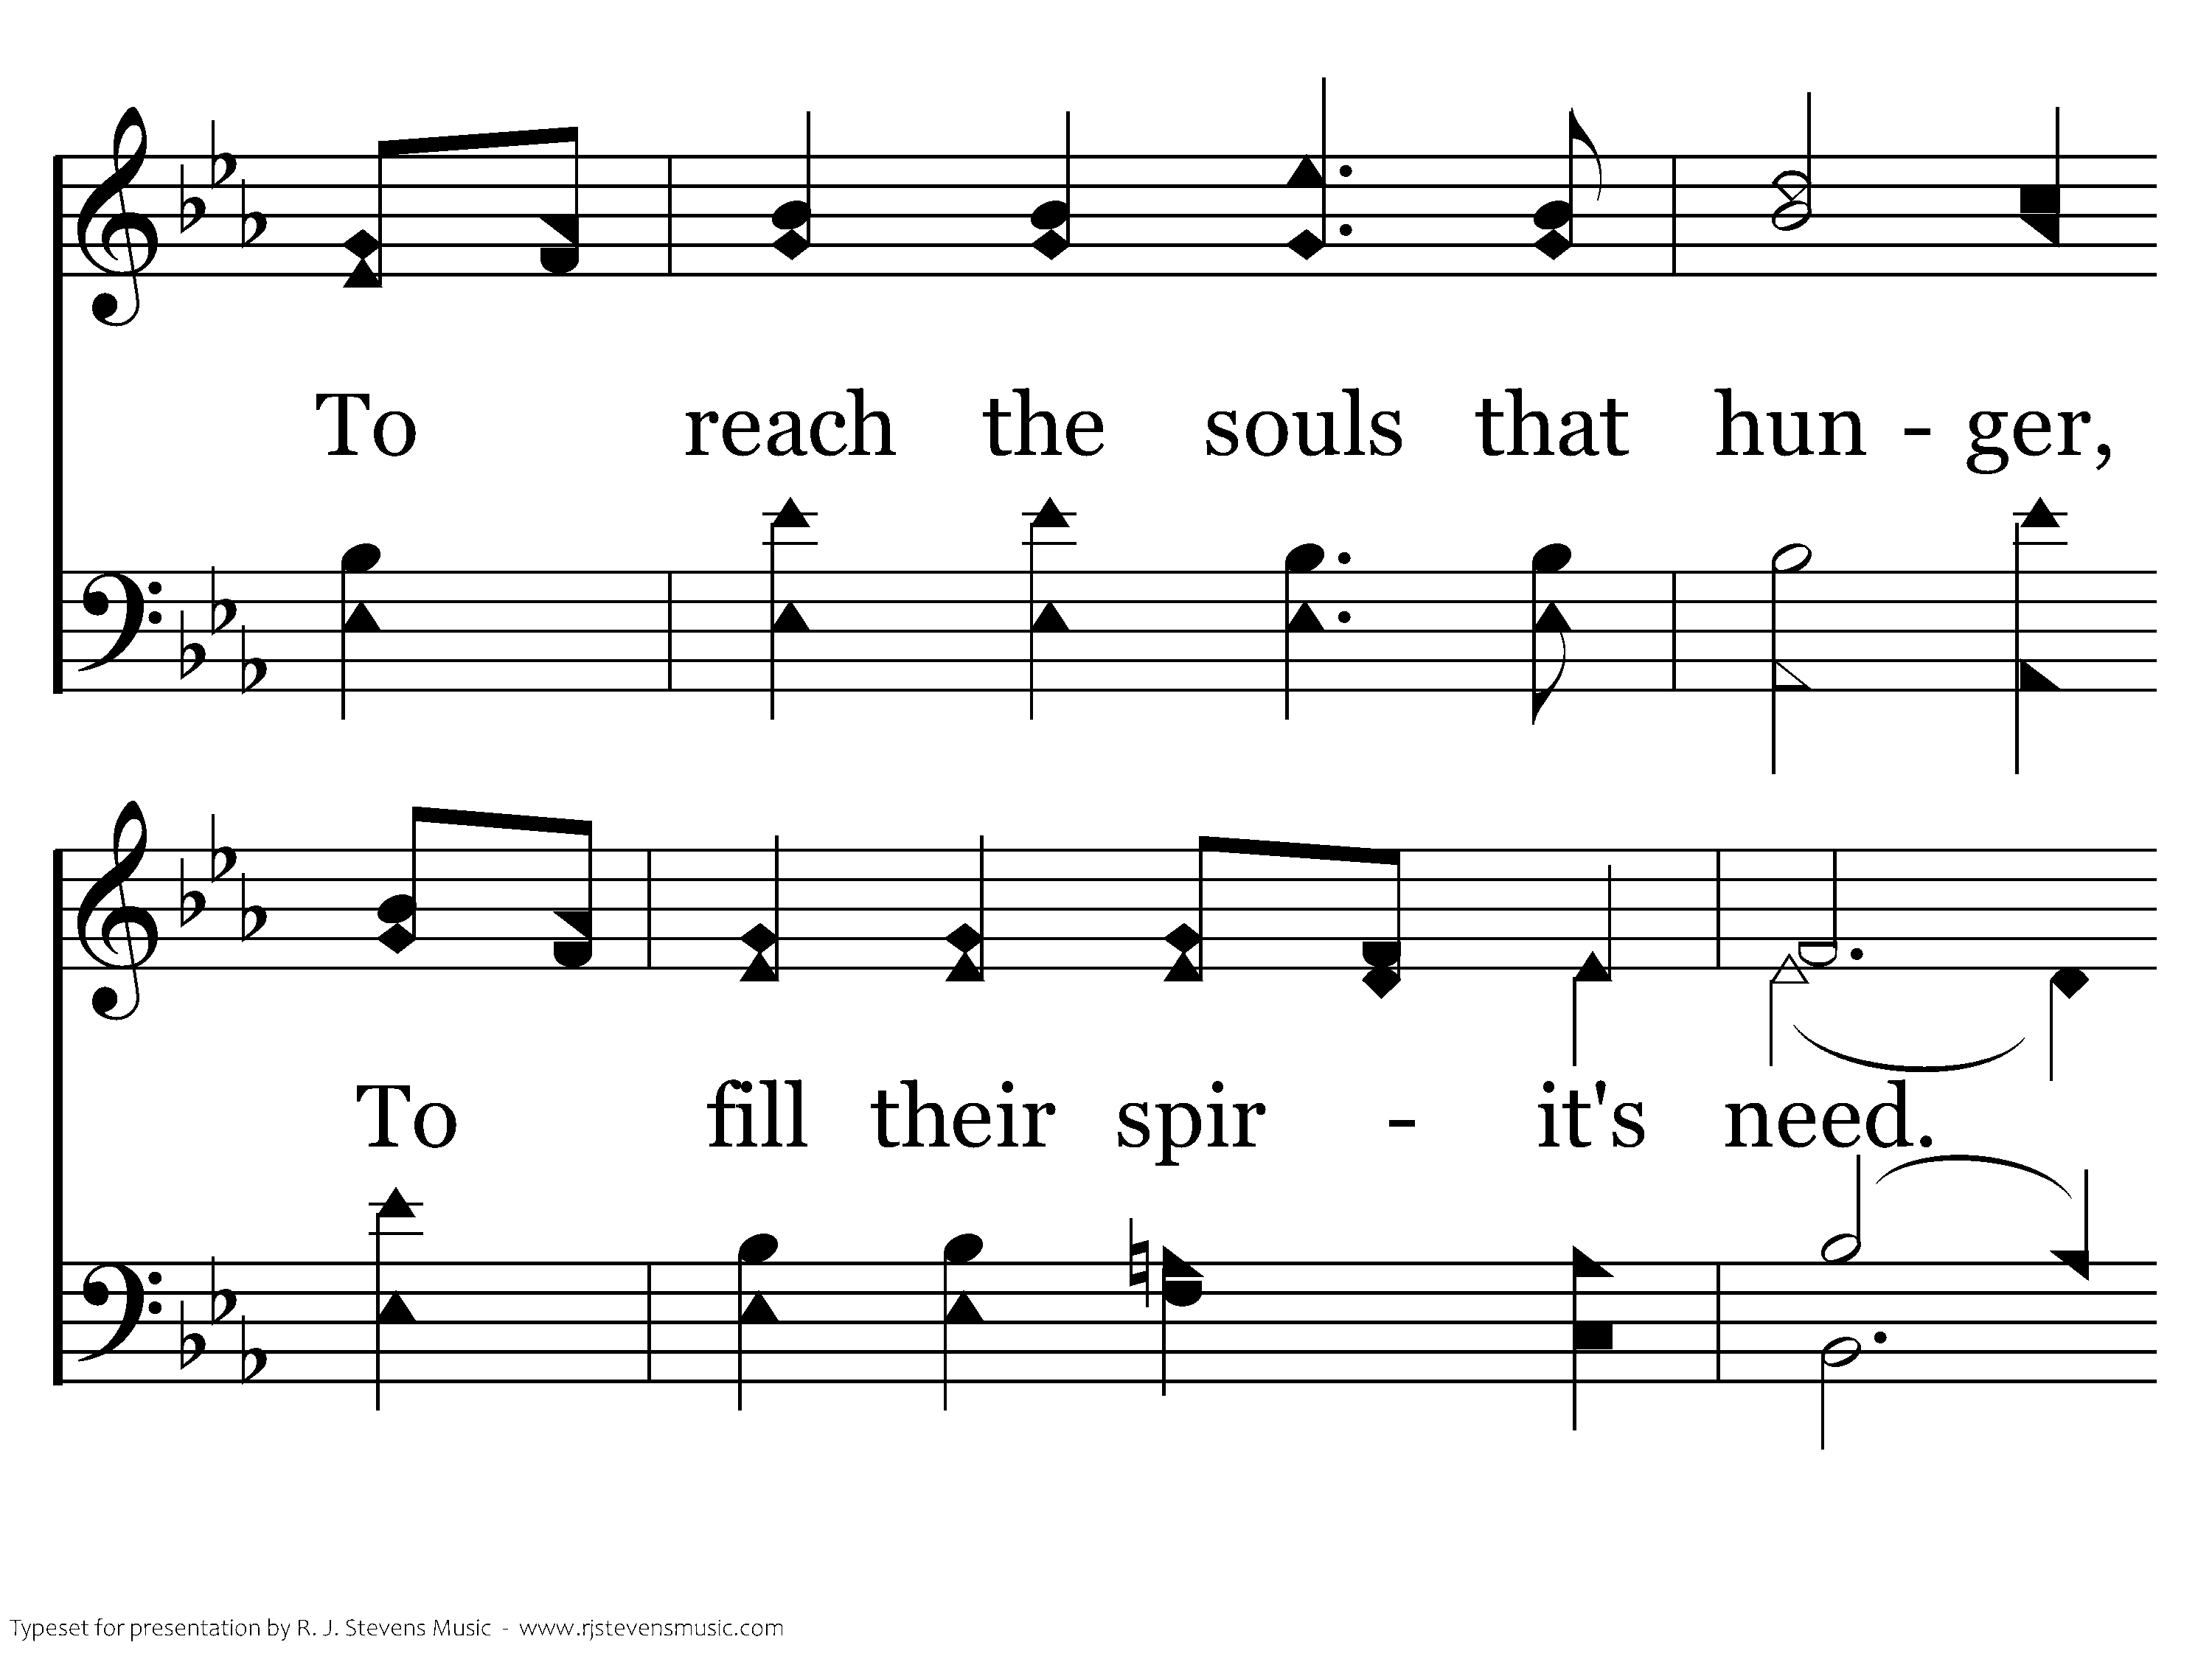 To reach the souls that hun - ger,
To fill their spir - it's need.
Typeset for presentation by R. J. Stevens Music - www.rjstevensmusic.com